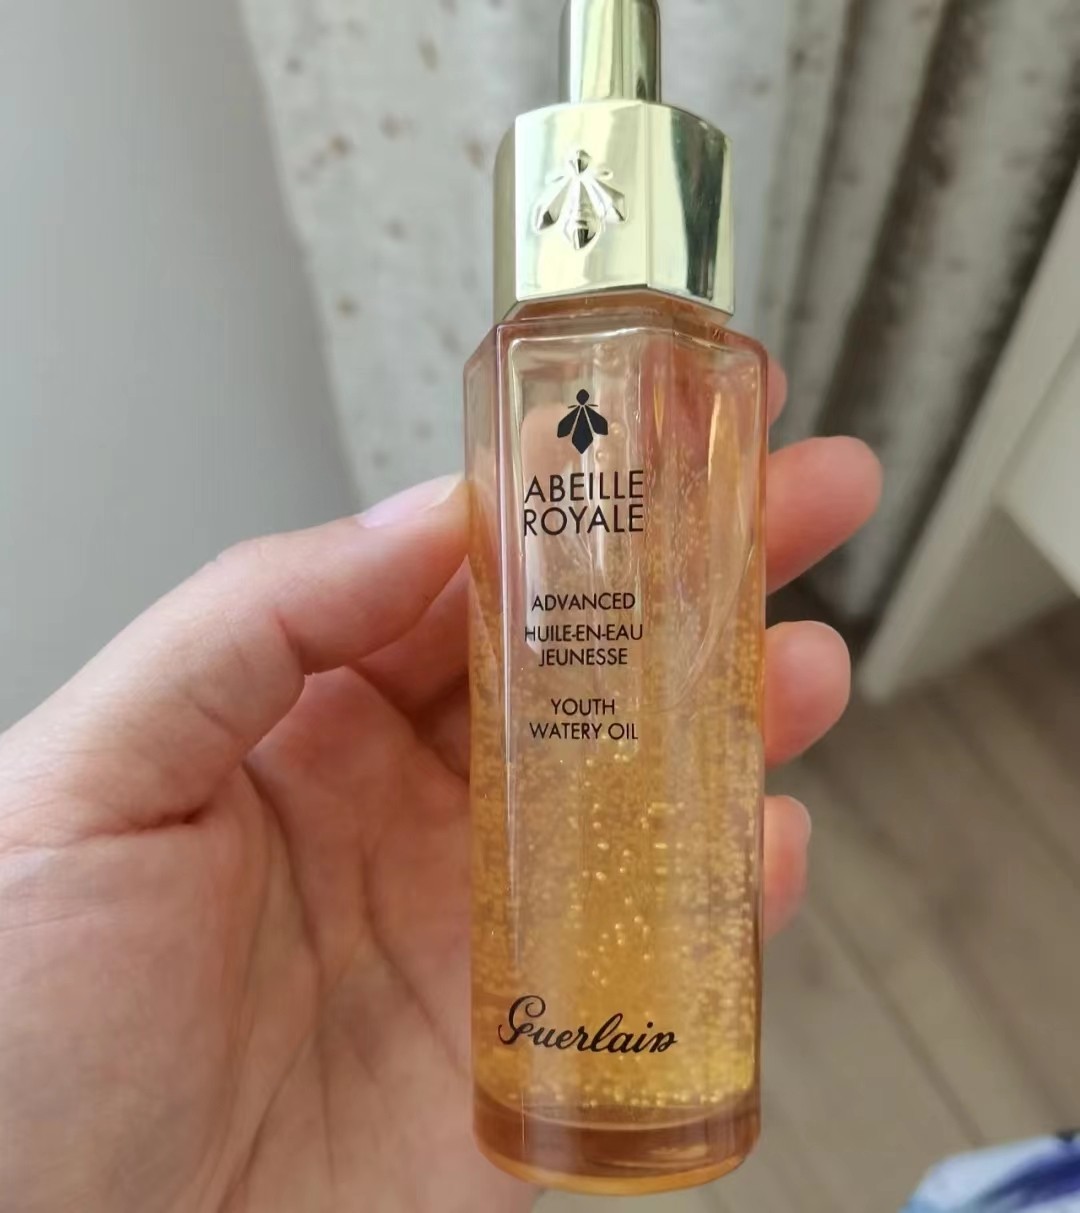 ABEILLE
ROYALE
ADVANCED
HUILE-EN-EAU
JEUNESSE
YOUTH
WATERY OIL
Guerlain